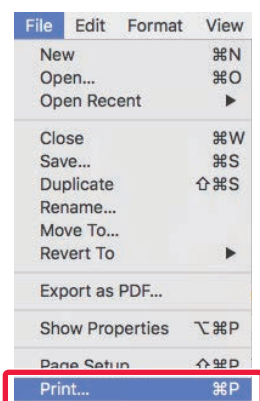 File Edit Format View
New ⌘N
Open... ⌘O
Open Recent ▶
Close ⌘W
Save... ⌘S
Duplicate ⇧⌘S
Rename...
Move To...
Revert To ▶
Export as PDF...
Show Properties ⌥⌘P
Page Setup ⇧⌘P
Print... ⌘P